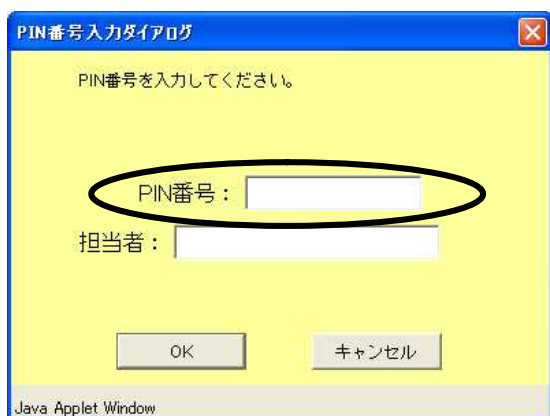 PIN番号入力ダイアログ
PIN番号を入力してください。
PIN番号：
担当者：
OK キャンセル
Java Applet Window